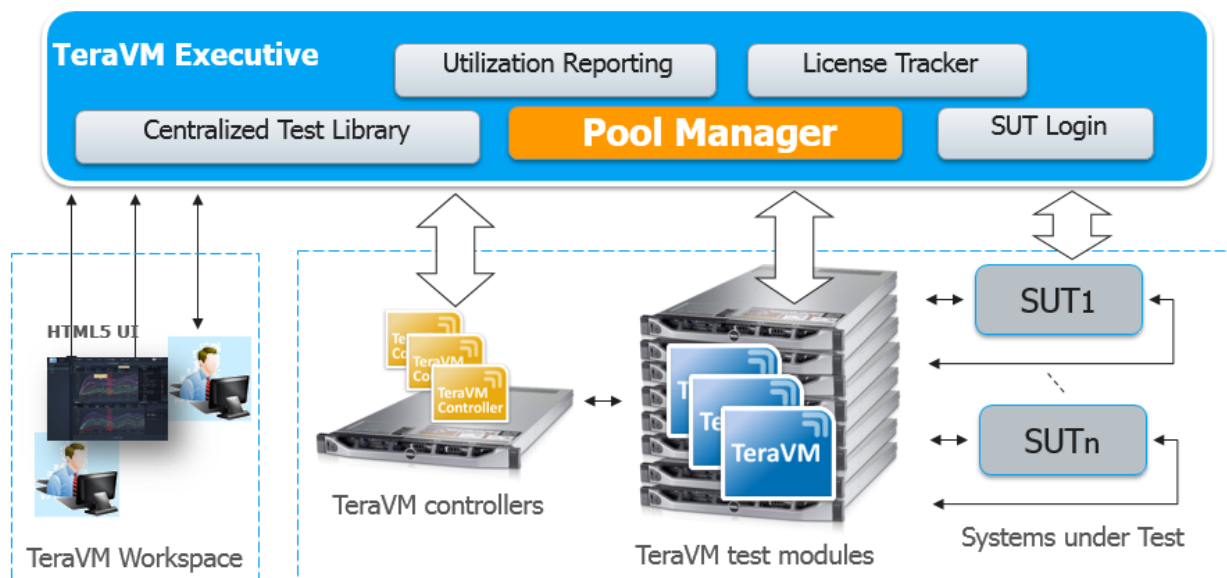 TeraVM Executive
Utilization Reporting
License Tracker
Centralized Test Library
Pool Manager
SUT Login
HTML5 UI
SUT1
TeraVM
Controller
TeraVM
SUTn
TeraVM controllers
TeraVM test modules
Systems under Test
TeraVM Workspace